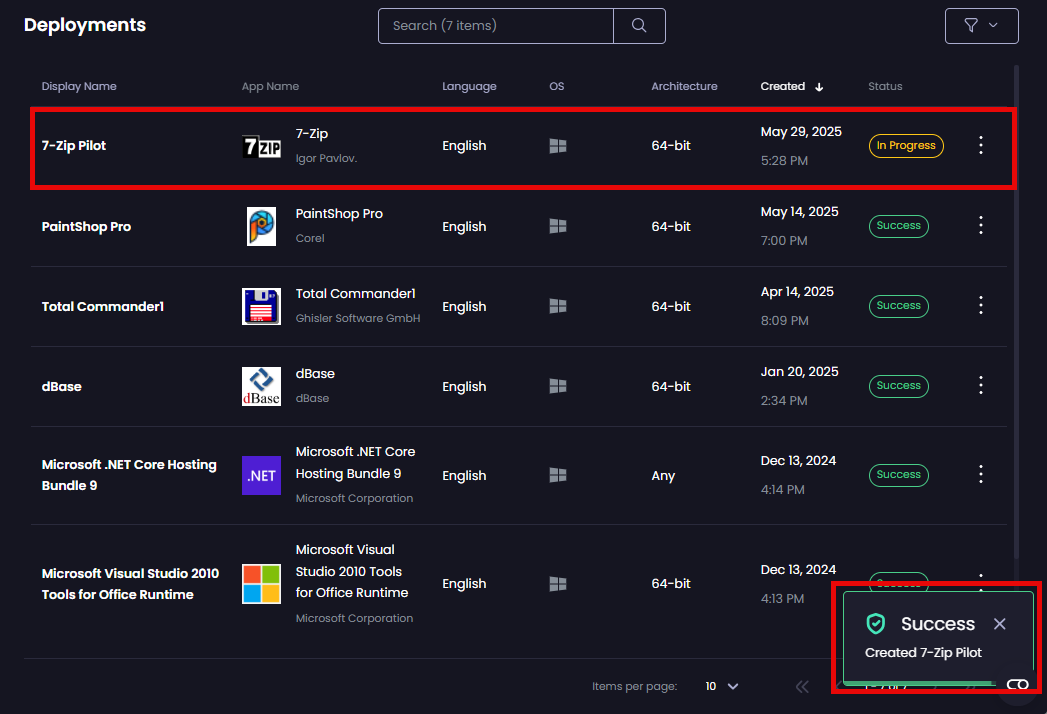 Deployments
Search (7 items)
Display Name App Name Language OS Architecture Created Status
7-Zip Pilot 7ZIP 7-Zip Igor Pavlov. English 64-bit May 29, 2025 5:28 PM In Progress
PaintShop Pro PaintShop Pro Corel English 64-bit May 14, 2025 7:00 PM Success
Total Commander1 Total Commander1 Ghisler Software GmbH English 64-bit Apr 14, 2025 8:09 PM Success
dBase dBase dBase dBase English 64-bit Jan 20, 2025 2:34 PM Success
Microsoft .NET Core Hosting
Bundle 9
.NET
Microsoft .NET Core
Hosting Bundle 9
Microsoft Corporation
English Any Dec 13, 2024 4:14 PM Success
Microsoft Visual Studio 2010
Tools for Office Runtime
Microsoft Visual
Studio 2010 Tools
for Office Runtime
Microsoft Corporation
English 64-bit Dec 13, 2024 4:13 PM Success
Success
Created 7-Zip Pilot
Items per page: 10